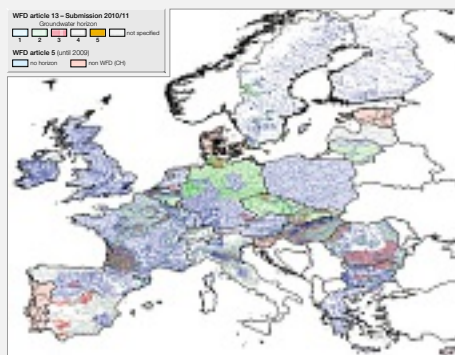 WFD article 13 – Submission 2010/11
Groundwater horizon
1 2 3 4 5 not specified
WFD article 5 (until 2009)
no horizon non WFD (CH)